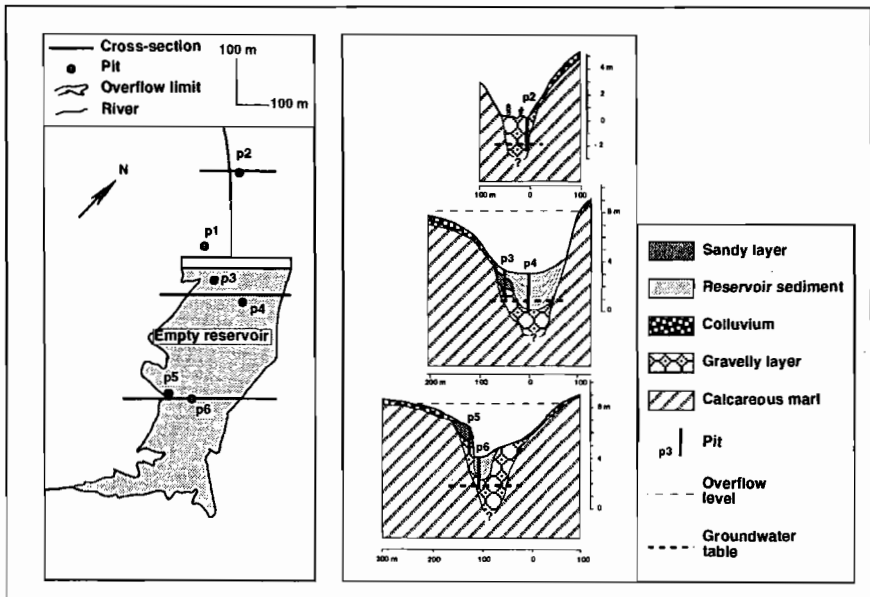 Cross-section
Pit
Overflow limit
River
100 m
100 m
N
p2
p1
p3
p4
Empty reservoir
p5
p6
p2
4 m
2
0
- 2
100 m
0
100
8 m
p3
p4
4
0
200 m
100
0
100
8 m
p5
p6
4
0
300 m
200
100
0
100
?
?
?
Sandy layer
Reservoir sediment
Colluvium
Gravelly layer
Calcareous marl
p3
Pit
Overflow
level
Groundwater
table